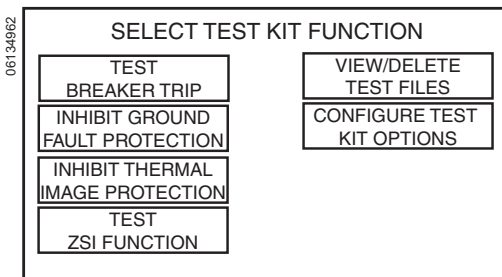 06134962
SELECT TEST KIT FUNCTION
TEST
BREAKER TRIP
INHIBIT GROUND
FAULT PROTECTION
INHIBIT THERMAL
IMAGE PROTECTION
TEST
ZSI FUNCTION
VIEW/DELETE
TEST FILES
CONFIGURE TEST
KIT OPTIONS